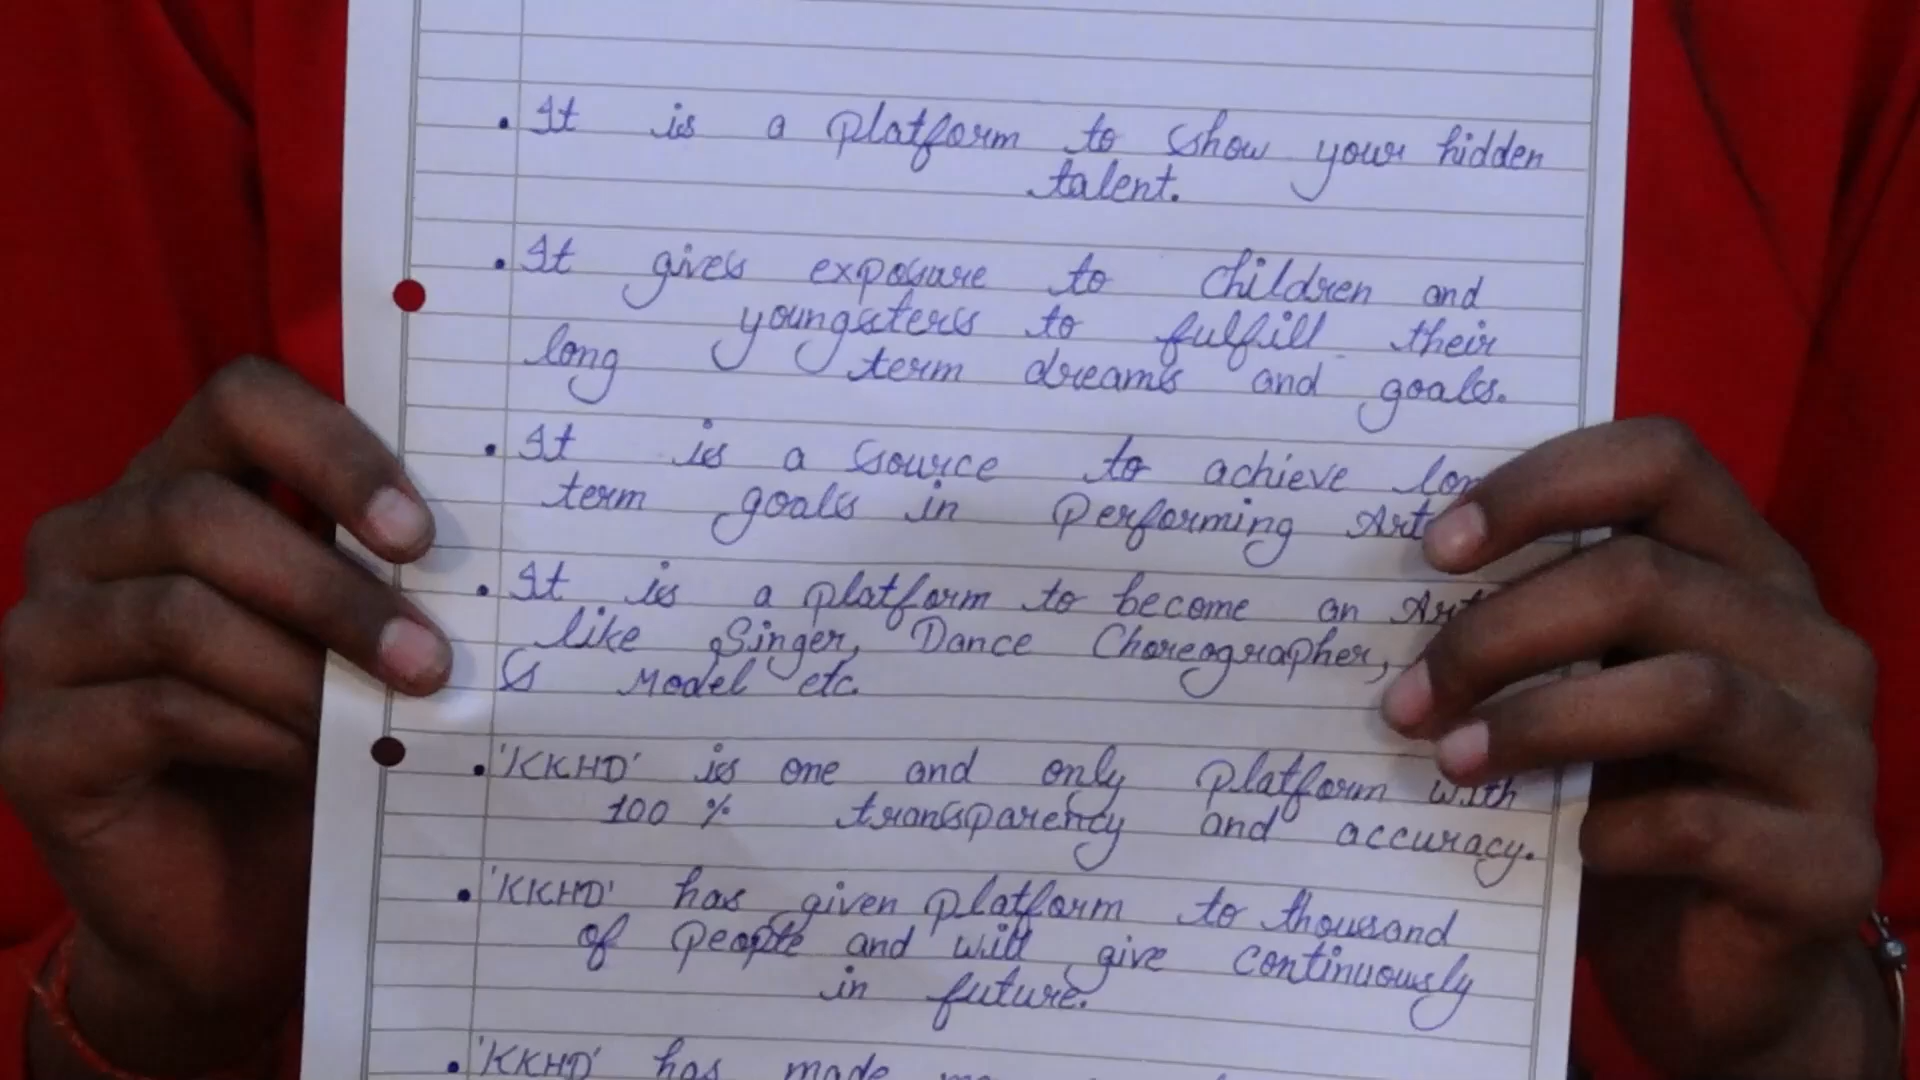 . It is a platform to show your hidden
talent.
. It gives exposure to children and
youngsters to fulfill their
long term dreams and goals.
. It is a source to achieve
term goals in Performing
. It is a platform to become an
like Singer, Dance Choreographer,
& Model etc.
. 'KKHD' is one and only platform with
100 % transparency and accuracy.
. 'KKHD' has given platform to thousand
of people and will give continuously
in future.
. 'KKHD' has made